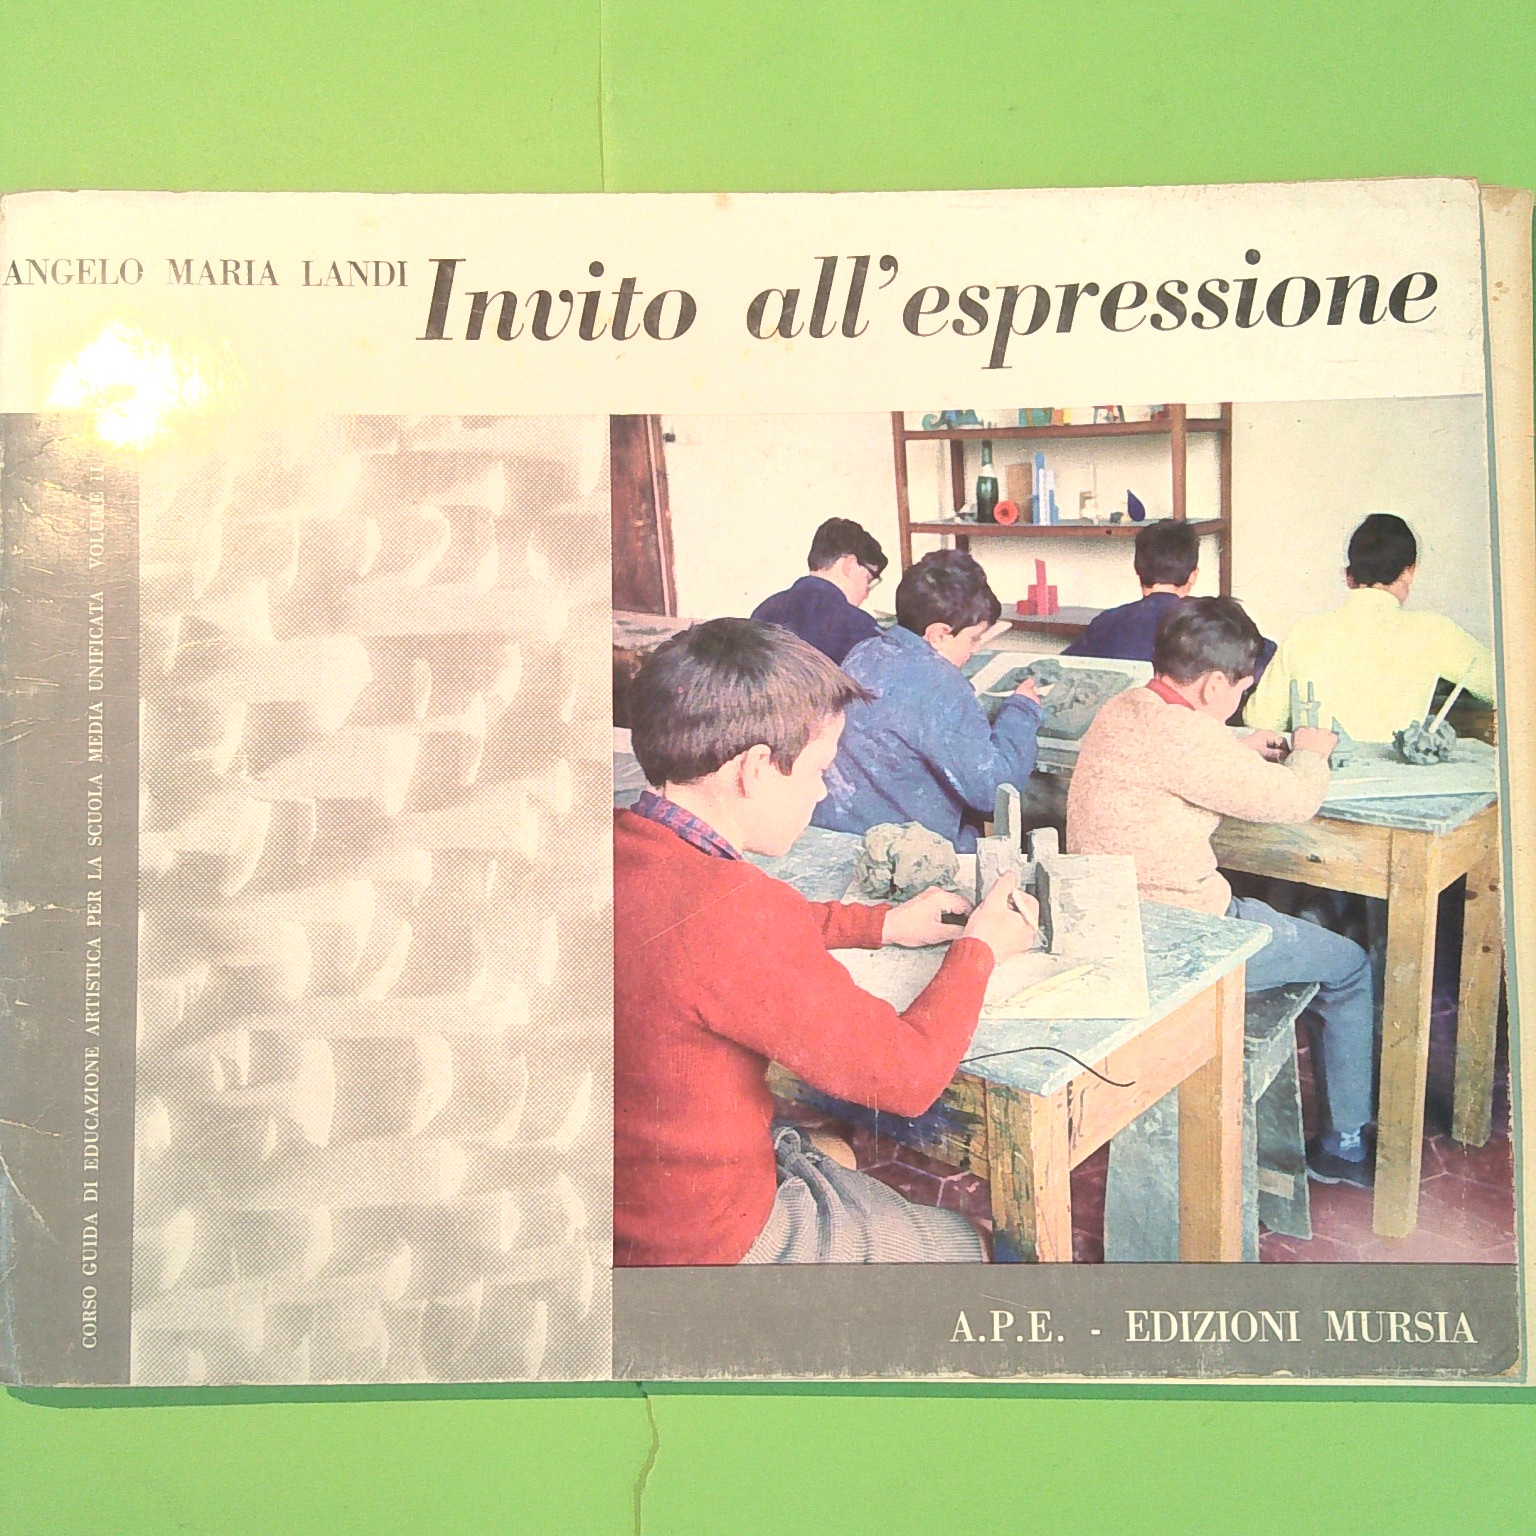 ANGELO MARIA LANDI
Invito all'espressione
CORSO GUIDA DI EDUCAZIONE ARTISTICA PER LA SCUOLA MEDIA UNIFICATA VOLUME II
A.P.E. - EDIZIONI MURSIA